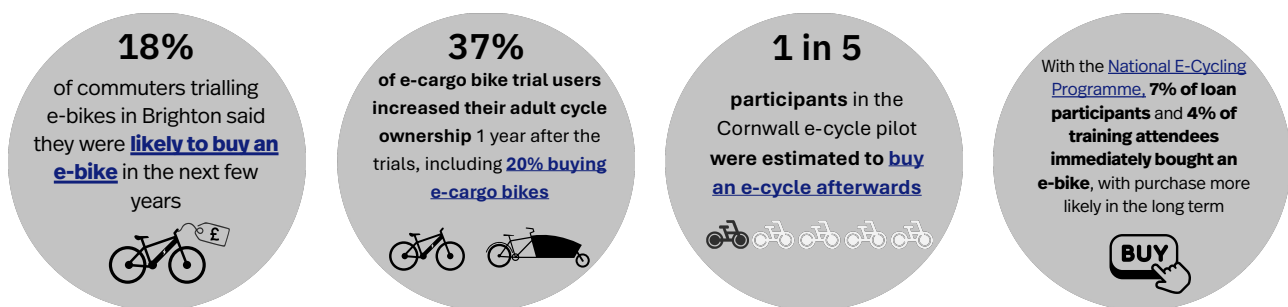 18%
of commuters trialling
e-bikes in Brighton said
they were likely to buy an
e-bike in the next few
years
£
37%
of e-cargo bike trial users
increased their adult cycle
ownership 1 year after the
trials, including 20% buying
e-cargo bikes
1 in 5
participants in the
Cornwall e-cycle pilot
were estimated to buy
an e-cycle afterwards
With the National E-Cycling
Programme, 7% of loan
participants and 4% of
training attendees
immediately bought an
e-bike, with purchase more
likely in the long term
BUY